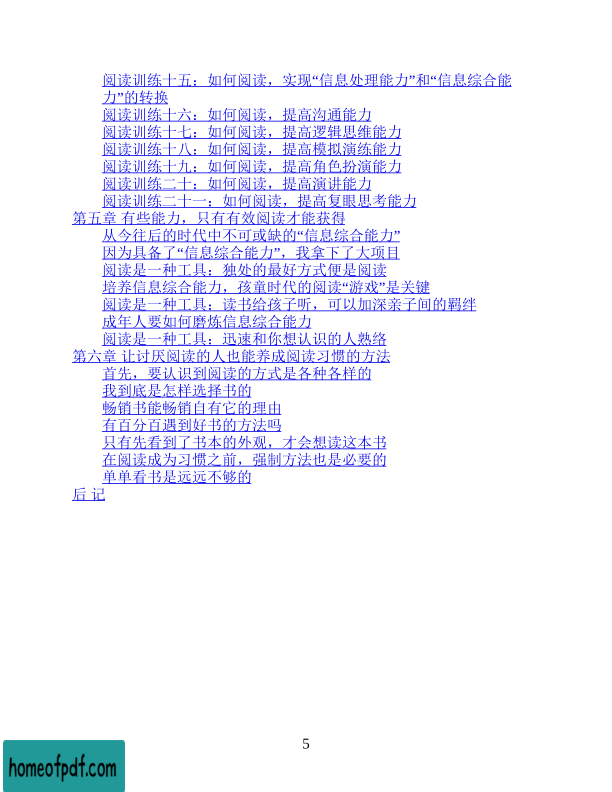 阅读训练十五：如何阅读，实现“信息处理能力”和“信息综合能
力”的转换
阅读训练十六：如何阅读，提高沟通能力
阅读训练十七：如何阅读，提高逻辑思维能力
阅读训练十八：如何阅读，提高模拟演练能力
阅读训练十九：如何阅读，提高角色扮演能力
阅读训练二十：如何阅读，提高演讲能力
阅读训练二十一：如何阅读，提高复眼思考能力
第五章 有些能力，只有有效阅读才能获得
从今往后的时代中不可或缺的“信息综合能力”
因为具备了“信息综合能力”，我拿下了大项目
阅读是一种工具：独处的最好方式便是阅读
培养信息综合能力，孩童时代的阅读“游戏”是关键
阅读是一种工具：读书给孩子听，可以加深亲子间的羁绊
成年人要如何磨炼信息综合能力
阅读是一种工具：迅速和你想认识的人熟络
第六章 让讨厌阅读的人也能养成阅读习惯的方法
首先，要认识到阅读的方式是各种各样的
我到底是怎样选择书的
畅销书能畅销自有它的理由
有百分百遇到好书的方法吗
只有先看到了书本的外观，才会想读这本书
在阅读成为习惯之前，强制方法也是必要的
单单看书是远远不够的
后 记
5
homeofpdf.com